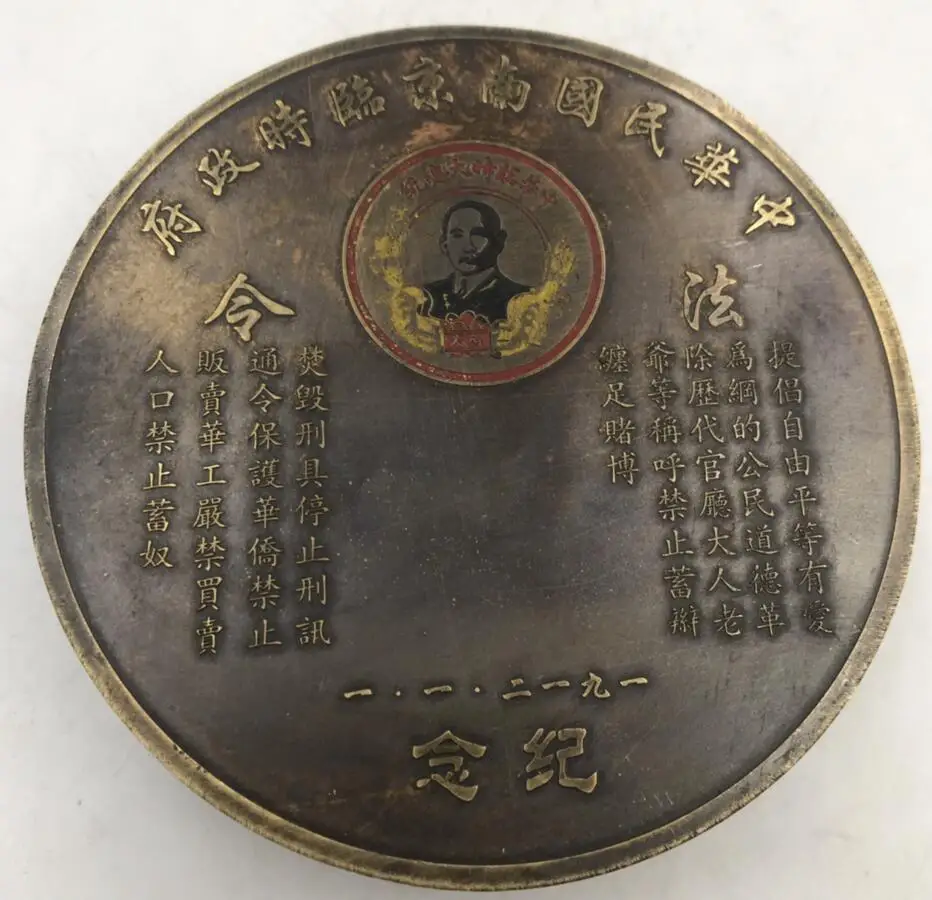 中華民國南京臨時政府
法令
提倡自由平等有愛
爲綱的公民道德革
除歷代官廳大人老
爺等稱呼禁止蓄辮
纏足賭博
焚毀刑具停止刑訊
通令保護華僑禁止
販賣華工嚴禁買賣
人口禁止蓄奴
一九一二·一·一
纪念